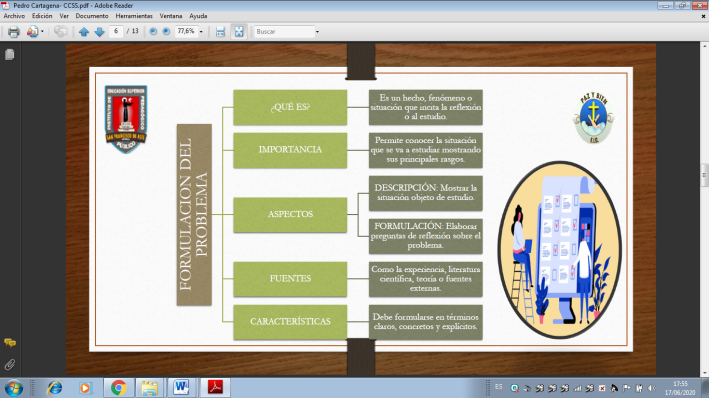 Pedro Cartagena- CCSS.pdf - Adobe Reader
Archivo Edición Ver Documento Herramientas Ventana Ayuda
6 / 13 77,6% Buscar
EDUCACIÓN SUPERIOR
INSTITUTO DE
PEDAGÓGICO
SAN FRANCISCO DE ASIS
PÚBLICO
PAZ Y BIEN
FORMULACION DEL
PROBLEMA
¿QUÉ ES?
Es un hecho, fenómeno o
situación que incita la reflexión
o al estudio.
IMPORTANCIA
Permite conocer la situación
que se va a estudiar mostrando
sus principales rasgos.
ASPECTOS
DESCRIPCIÓN: Mostrar la
situación objeto de estudio.
FORMULACIÓN: Elaborar
preguntas de reflexión sobre el
problema.
FUENTES
Como la experiencia, literatura
científica, teoría o fuentes
externas.
CARACTERÍSTICAS
Debe formularse en términos
claros, concretos y explícitos.
ES
17:55
17/06/2020